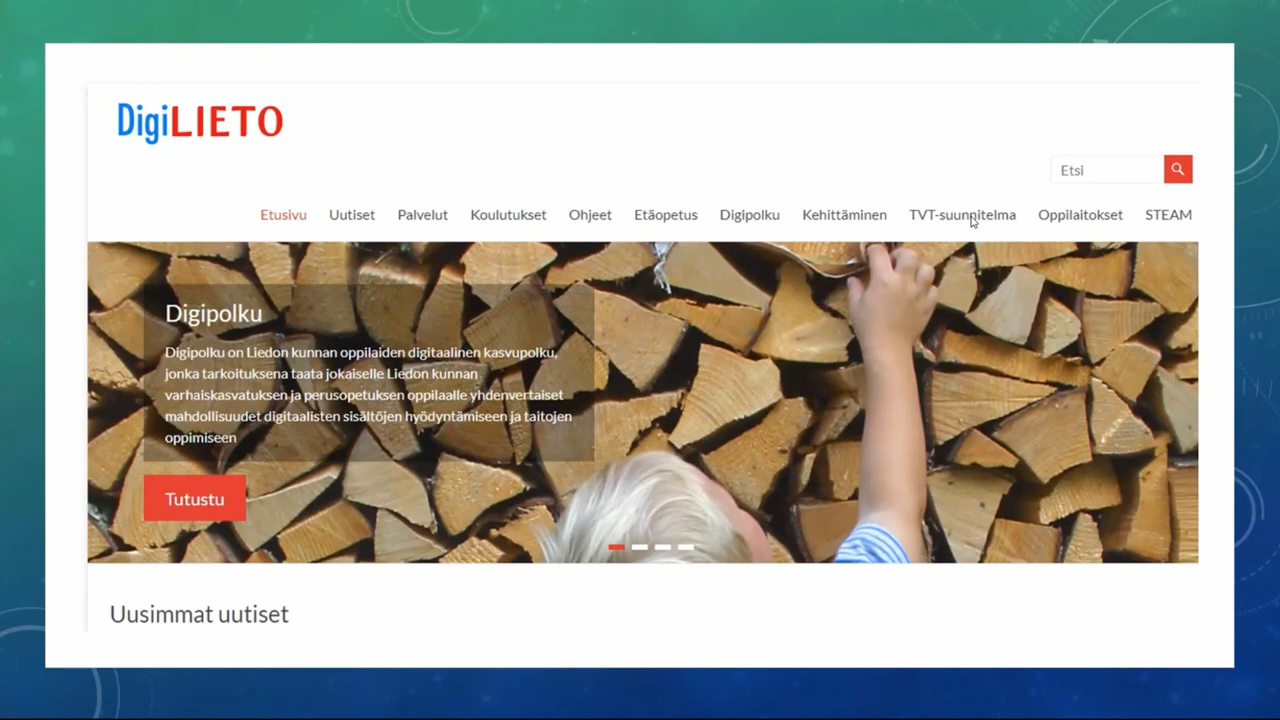 DigiLIETO
Etsi
Etusivu Uutiset Palvelut Koulutukset Ohjeet Etäopetus Digipolku Kehittäminen TVT-suunnitelma Oppilaitokset STEAM
Digipolku
Digipolku on Liedon kunnan oppilaiden digitaalinen kasvupolku,
jonka tarkoituksena taata jokaiselle Liedon kunnan
varhaiskasvatuksen ja perusopetuksen oppilaalle yhdenvertaiset
mahdollisuudet digitaalisten sisältöjen hyödyntämiseen ja taitojen
oppimiseen
Tutustu
Uusimmat uutiset